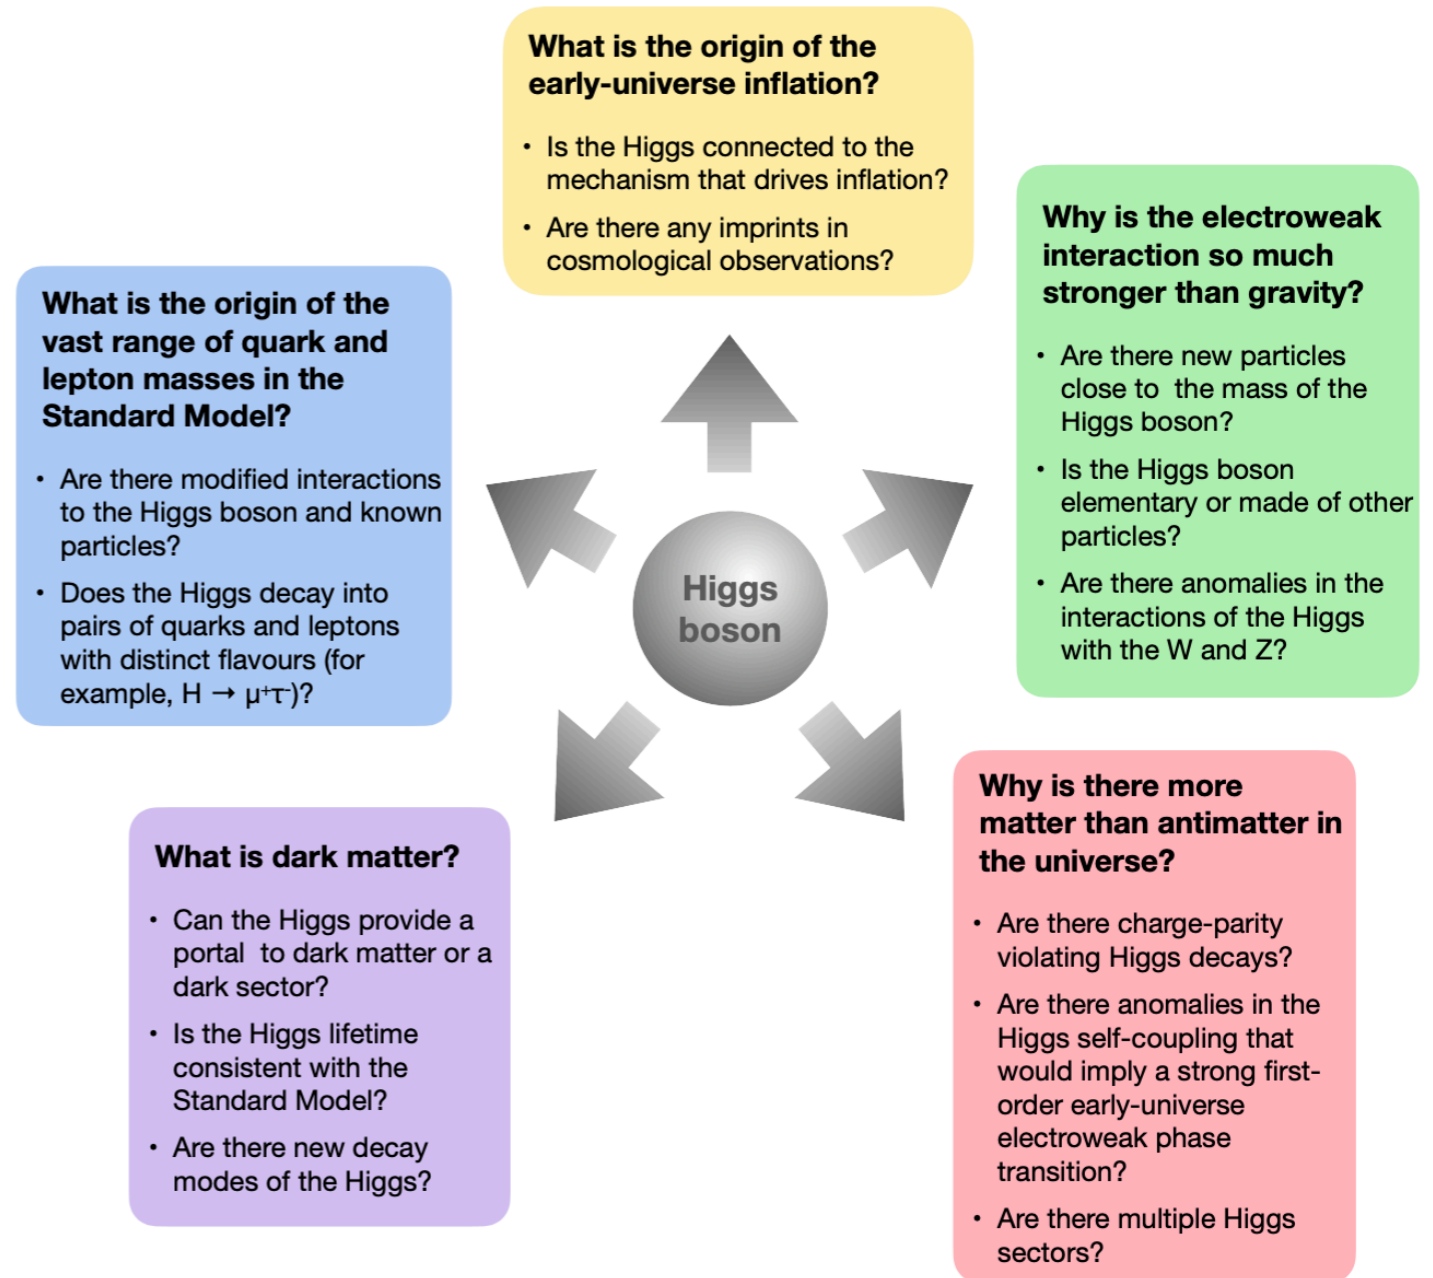 What is the origin of the
early-universe inflation?
• Is the Higgs connected to the
mechanism that drives inflation?
• Are there any imprints in
cosmological observations?
Why is the electroweak
interaction so much
stronger than gravity?
• Are there new particles
close to  the mass of the
Higgs boson?
• Is the Higgs boson
elementary or made of other
particles?
• Are there anomalies in the
interactions of the Higgs
with the W and Z?
What is the origin of the
vast range of quark and
lepton masses in the
Standard Model?
• Are there modified interactions
to the Higgs boson and known
particles?
• Does the Higgs decay into
pairs of quarks and leptons
with distinct flavours (for
example, H → μ⁺τ⁻)?
Higgs
boson
What is dark matter?
• Can the Higgs provide a
portal  to dark matter or a
dark sector?
• Is the Higgs lifetime
consistent with the
Standard Model?
• Are there new decay
modes of the Higgs?
Why is there more
matter than antimatter in
the universe?
• Are there charge-parity
violating Higgs decays?
• Are there anomalies in the
Higgs self-coupling that
would imply a strong first-
order early-universe
electroweak phase
transition?
• Are there multiple Higgs
sectors?